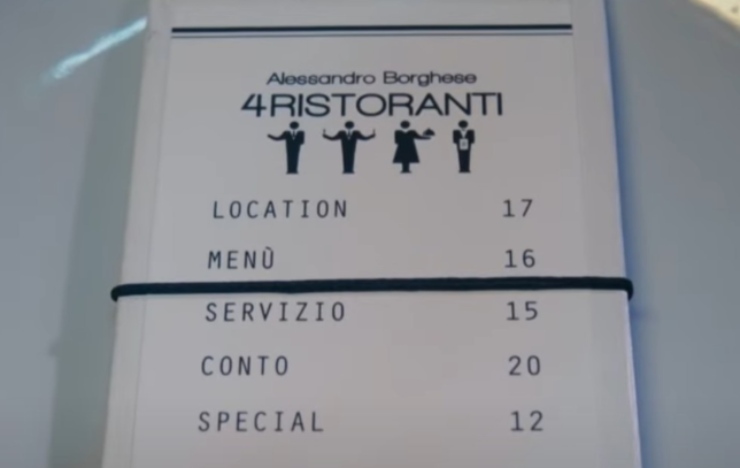 Alessandro Borghese
4RISTORANTI
LOCATION 17
MENÙ 16
SERVIZIO 15
CONTO 20
SPECIAL 12